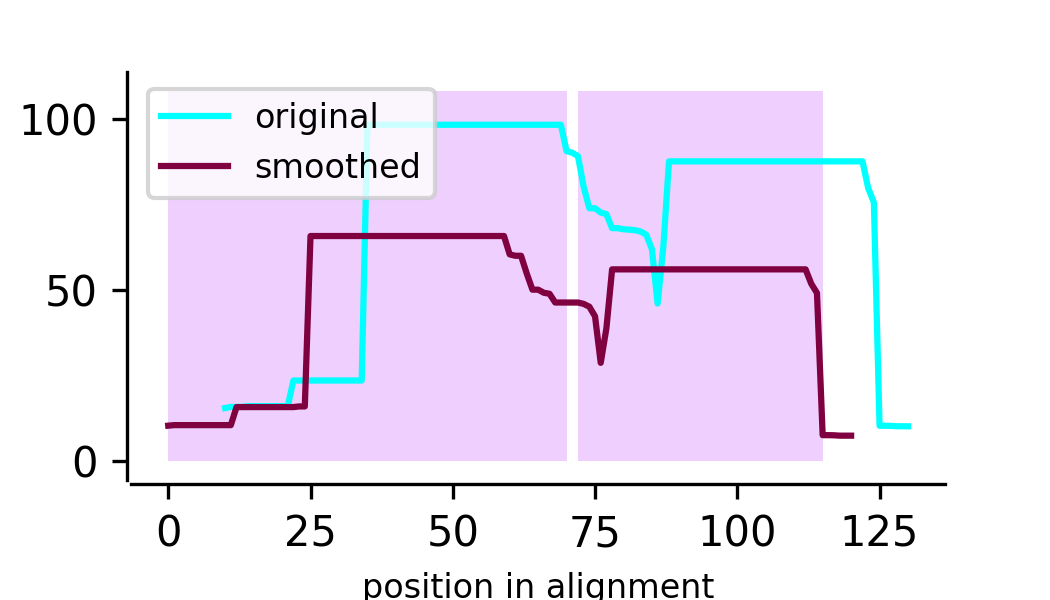 original
smoothed
100
50
0
0 25 50 75 100 125
position in alignment